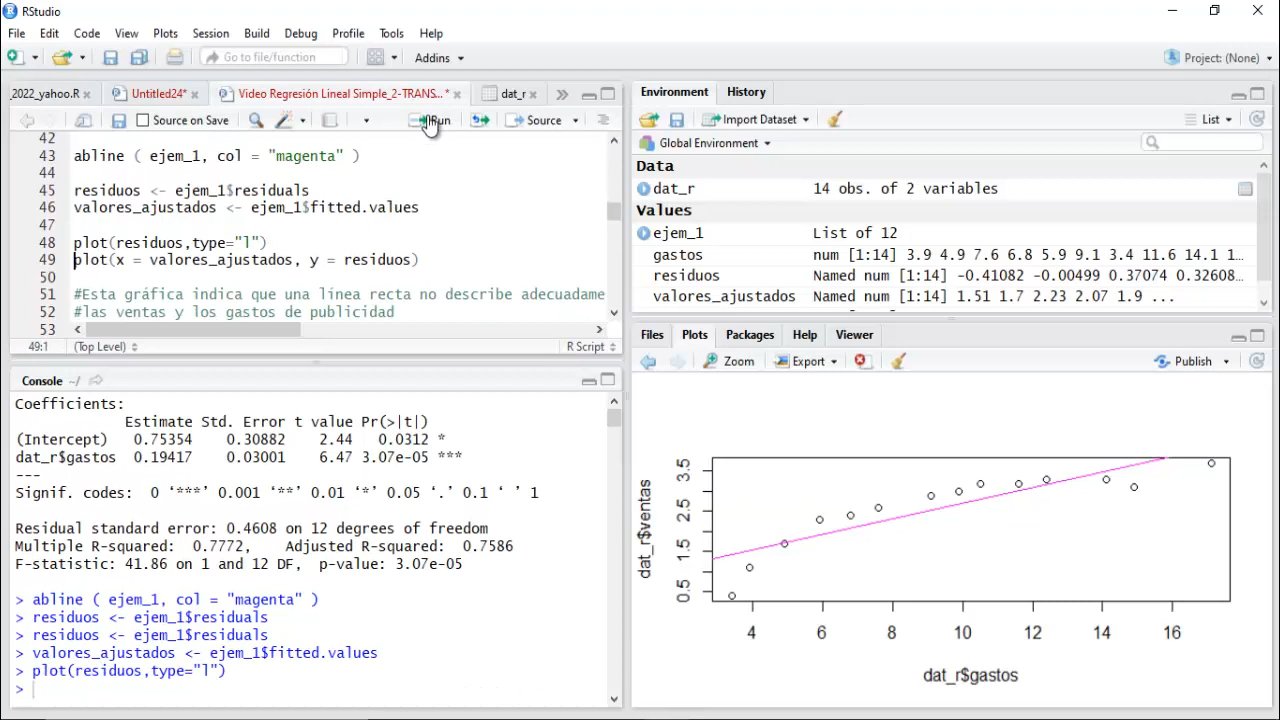 RStudio
File Edit Code View Plots Session Build Debug Profile Tools Help
Go to file/function Addins Project: (None)
_2022_yahoo.R Untitled24* Video Regresión Lineal Simple_2-TRANS...* dat_r
Source on Save Run Source
42
43 abline ( ejem_1, col = "magenta" )
44
45 residuos <- ejem_1$residuals
46 valores_ajustados <- ejem_1$fitted.values
47
48 plot(residuos,type="l")
49 plot(x = valores_ajustados, y = residuos)
50
51 #Esta gráfica indica que una línea recta no describe adecuadame
52 #las ventas y los gastos de publicidad
53
49:1 (Top Level) R Script
Console ~/
Coefficients:
Estimate Std. Error t value Pr(>|t|)
(Intercept) 0.75354 0.30882 2.44 0.0312 *
dat_r$gastos 0.19417 0.03001 6.47 3.07e-05 ***
---
Signif. codes: 0 ‘***’ 0.001 ‘**’ 0.01 ‘*’ 0.05 ‘.’ 0.1 ‘ ’ 1
Residual standard error: 0.4608 on 12 degrees of freedom
Multiple R-squared: 0.7772, Adjusted R-squared: 0.7586
F-statistic: 41.86 on 1 and 12 DF, p-value: 3.07e-05
> abline ( ejem_1, col = "magenta" )
> residuos <- ejem_1$residuals
> residuos <- ejem_1$residuals
> valores_ajustados <- ejem_1$fitted.values
> plot(residuos,type="l")
>
Environment History
Import Dataset List
Global Environment
Data
dat_r 14 obs. of 2 variables
Values
ejem_1 List of 12
gastos num [1:14] 3.9 4.9 7.6 6.8 5.9 9.1 3.4 11.6 14.1 1...
residuos Named num [1:14] -0.41082 -0.00499 0.37074 0.32608...
valores_ajustados Named num [1:14] 1.51 1.7 2.23 2.07 1.9 ...
Files Plots Packages Help Viewer
Zoom Export Publish
dat_r$ventas
3.5
2.5
1.5
0.5
4 6 8 10 12 14 16
dat_r$gastos